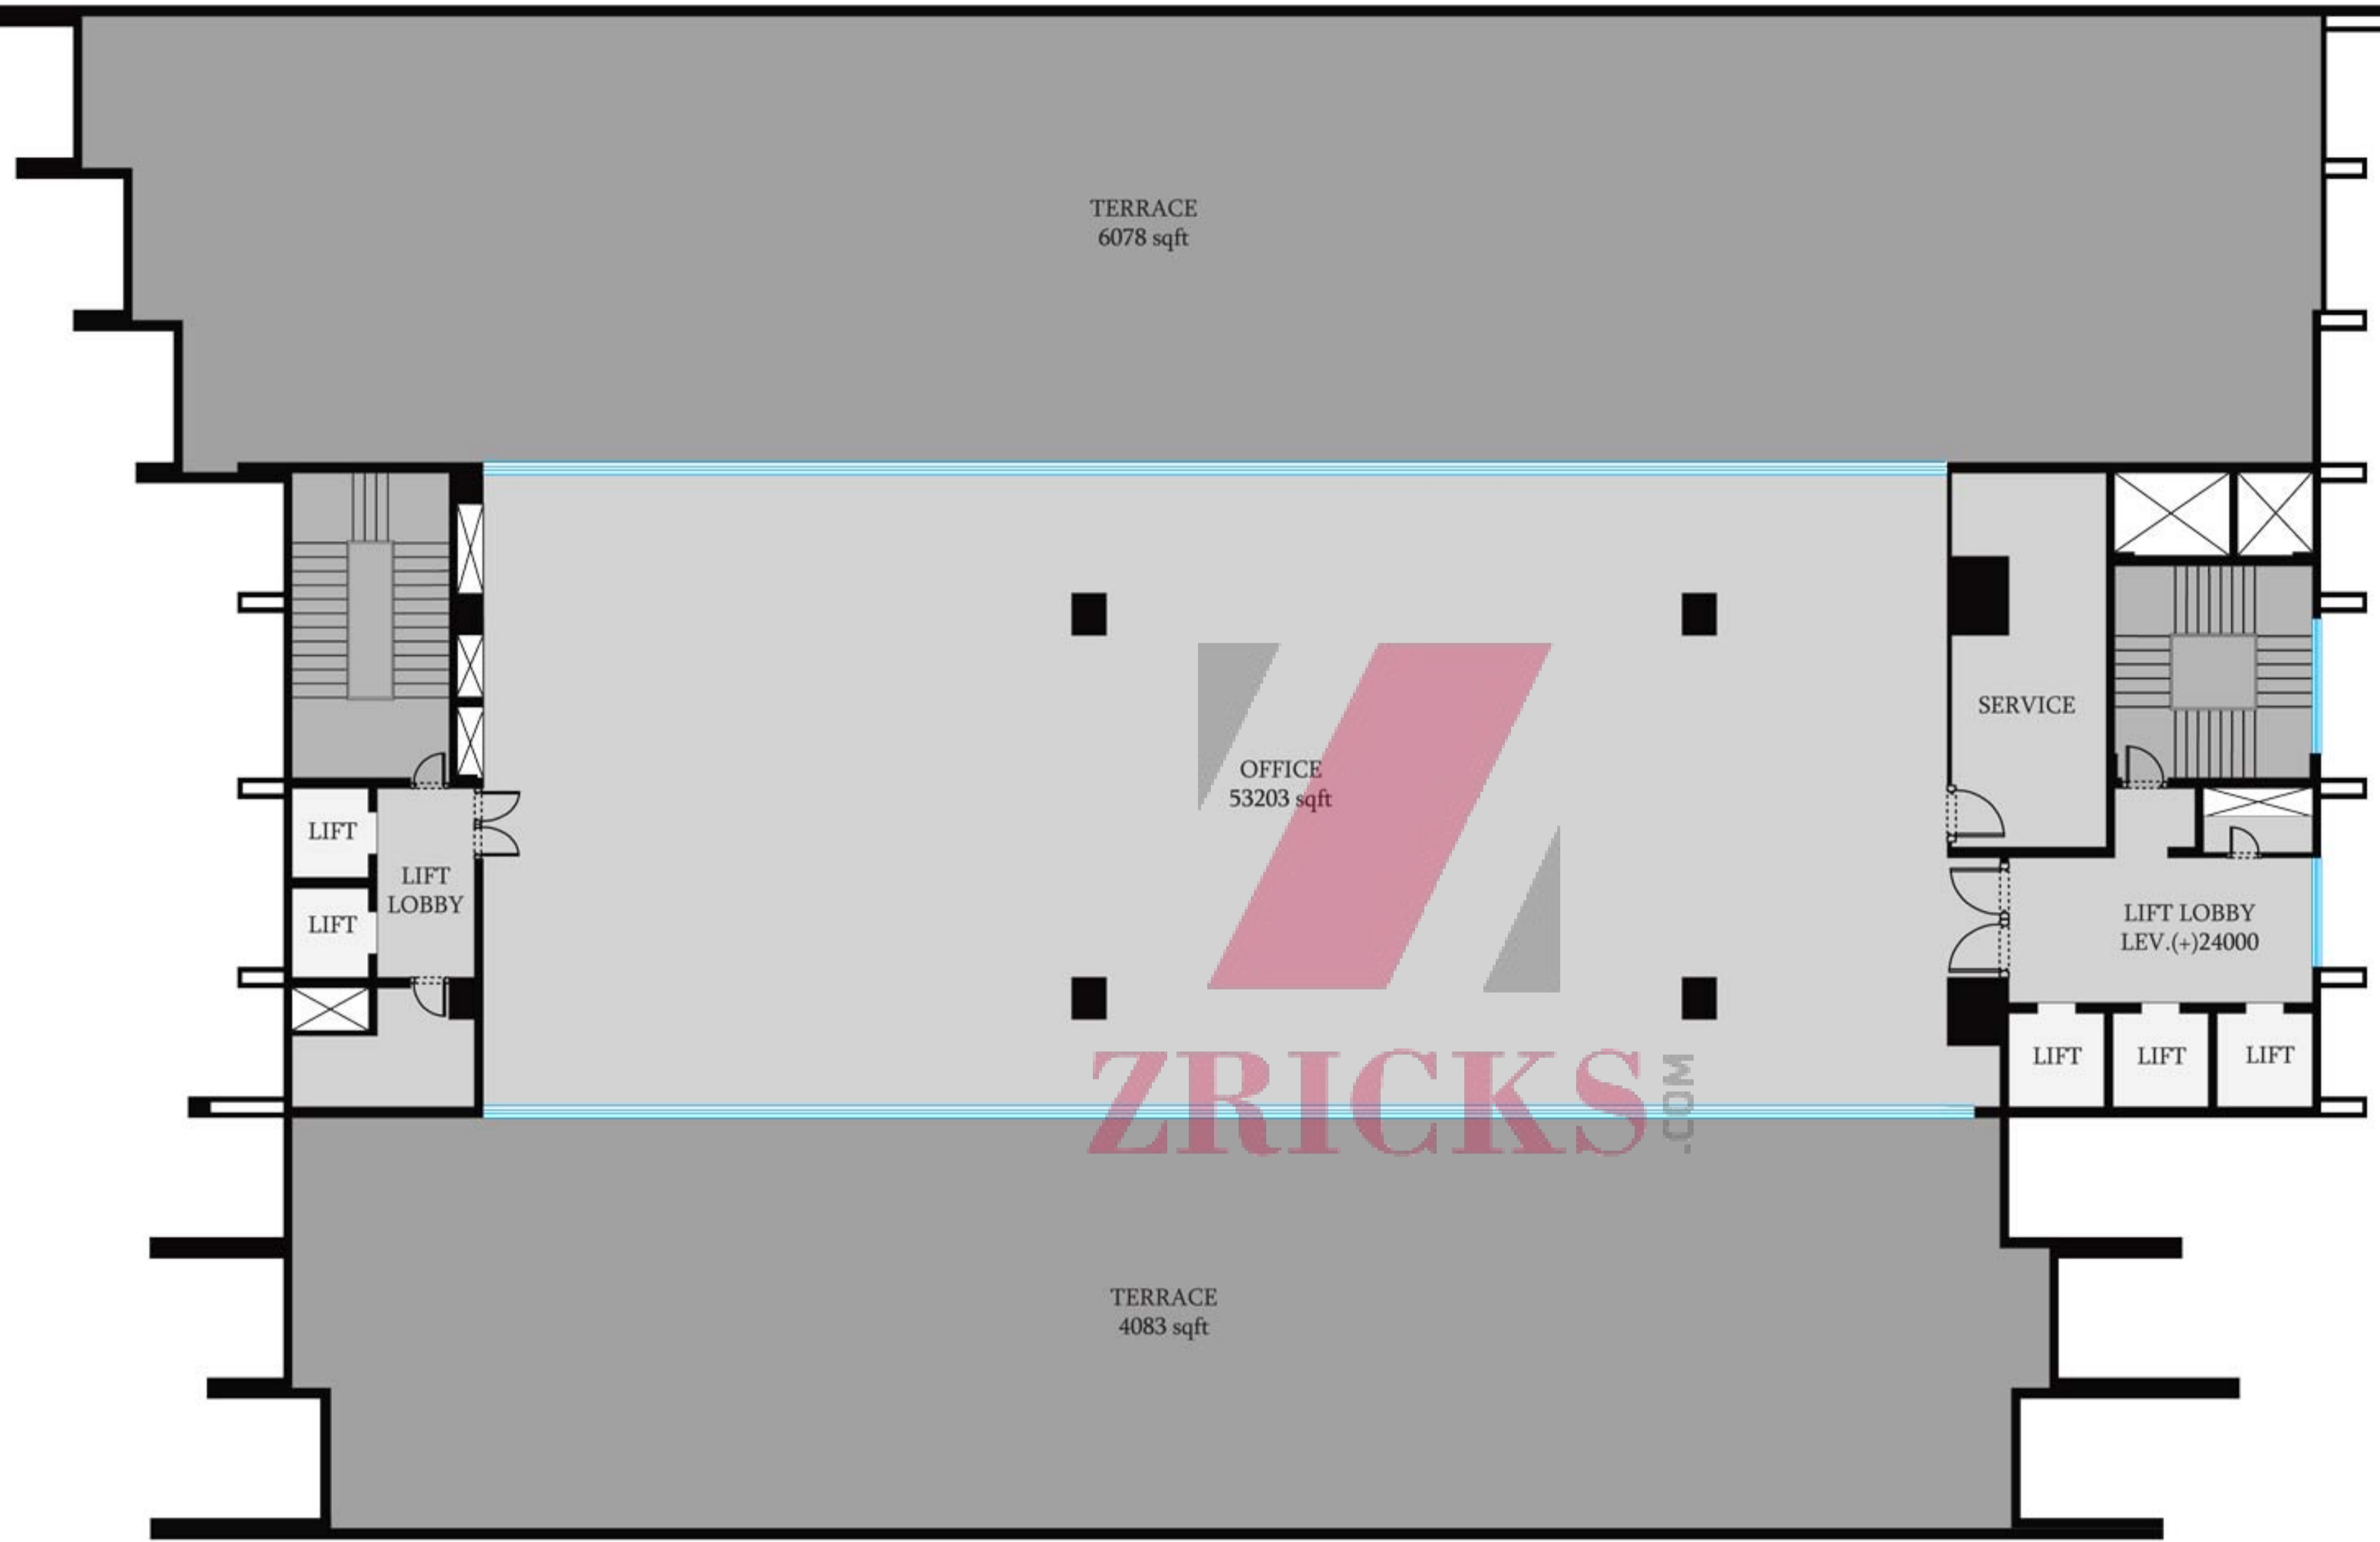 TERRACE
6078 sqft
SERVICE
OFFICE
53203 sqft
LIFT
LIFT
LOBBY
LIFT
LIFT LOBBY
LEV.(+)24000
LIFT
LIFT
LIFT
ZRICKS
.COM
TERRACE
4083 sqft